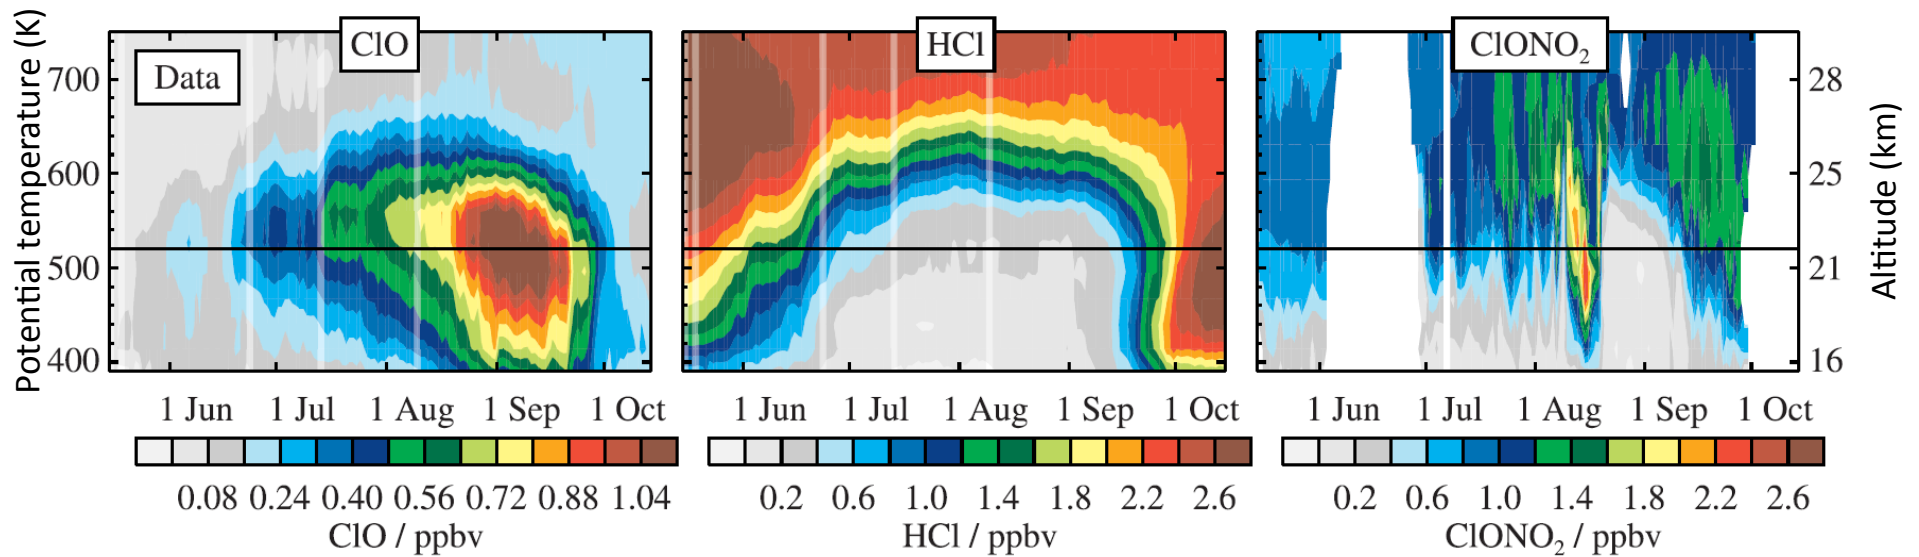 Potential temperature (K)
700
600
500
400
Data
ClO
HCl
ClONO2
28
25
21
16
Altitude (km)
1 Jun 1 Jul 1 Aug 1 Sep 1 Oct
1 Jun 1 Jul 1 Aug 1 Sep 1 Oct
1 Jun 1 Jul 1 Aug 1 Sep 1 Oct
0.08 0.24 0.40 0.56 0.72 0.88 1.04
ClO / ppbv
0.2 0.6 1.0 1.4 1.8 2.2 2.6
HCl / ppbv
0.2 0.6 1.0 1.4 1.8 2.2 2.6
ClONO2 / ppbv